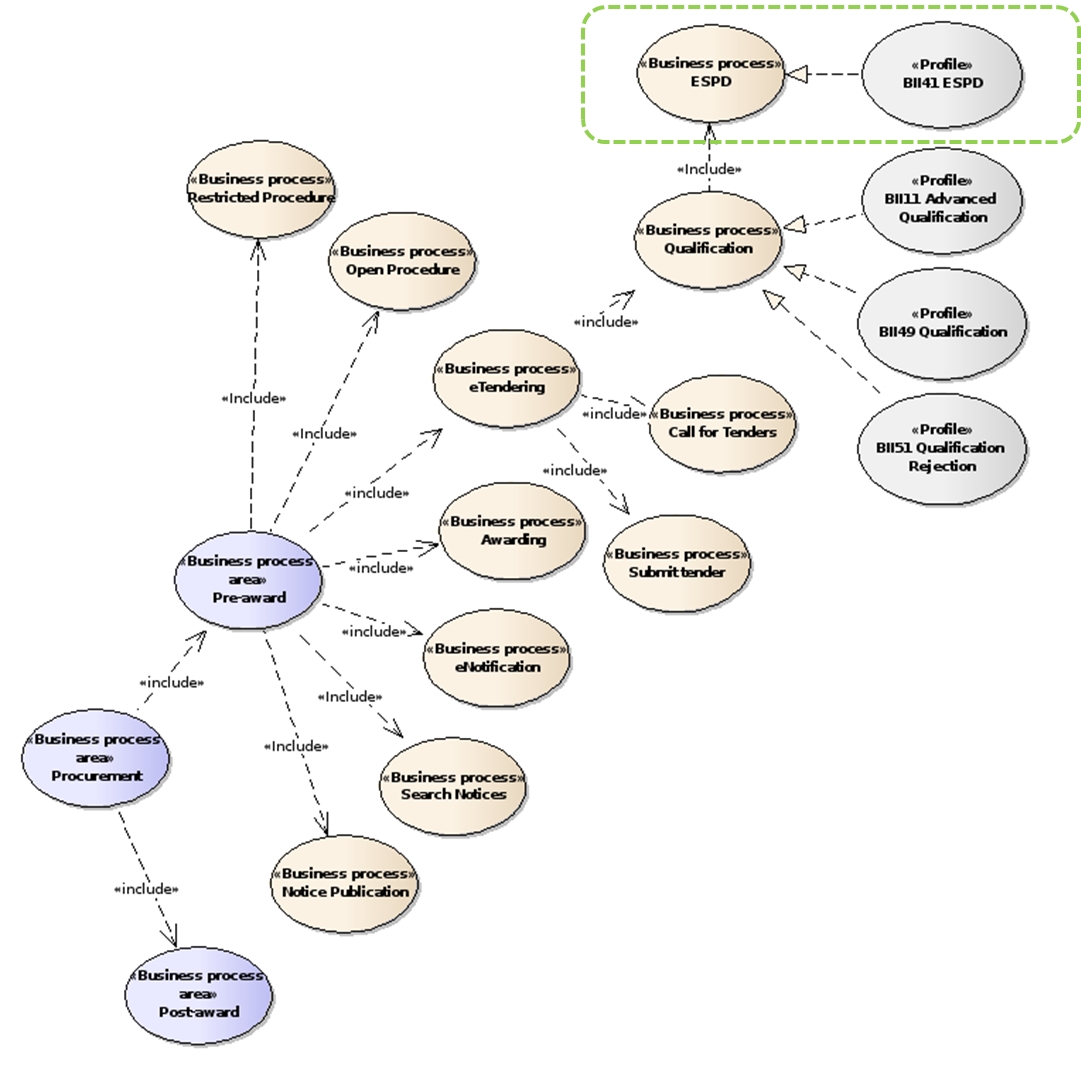 «Business process»
ESPD
«Profile»
BII41 ESPD
«Include»
«Business process»
Restricted Procedure
«Profile»
BII11 Advanced
Qualification
«Business process»
Qualification
«Business process»
Open Procedure
«Profile»
BII49 Qualification
«include»
«Business process»
eTendering
«Include»
«include»
«Business process»
Call for Tenders
«Profile»
BII51 Qualification
Rejection
«Include»
«include»
«include»
«Business process»
Awarding
«Business process»
Submit tender
«Business process
area»
Pre-award
«include»
«include»
«Business process»
eNotification
«include»
«Include»
«Include»
«Business process
area»
Procurement
«Business process»
Search Notices
«include»
«Business process»
Notice Publication
«Business process
area»
Post-award